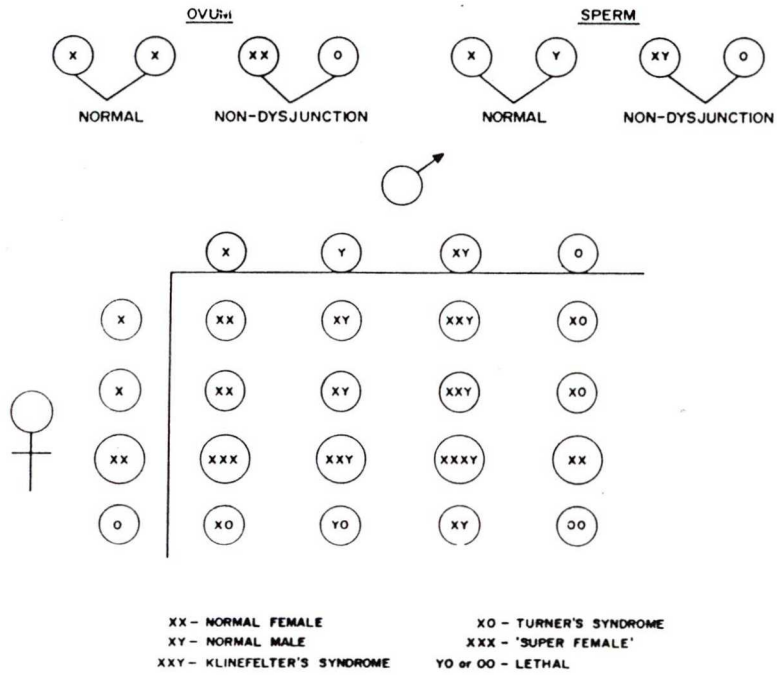 OVUM SPERM
X X XX O X Y XY O
NORMAL NON-DYSJUNCTION NORMAL NON-DYSJUNCTION
X Y XY O
X XX XY XXY XO
X XX XY XXY XO
XX XXX XXY XXXY XX
O XO YO XY OO
XX – NORMAL FEMALE XO – TURNER'S SYNDROME
XY – NORMAL MALE XXX – 'SUPER FEMALE'
XXY – KLINEFELTER'S SYNDROME YO or OO – LETHAL